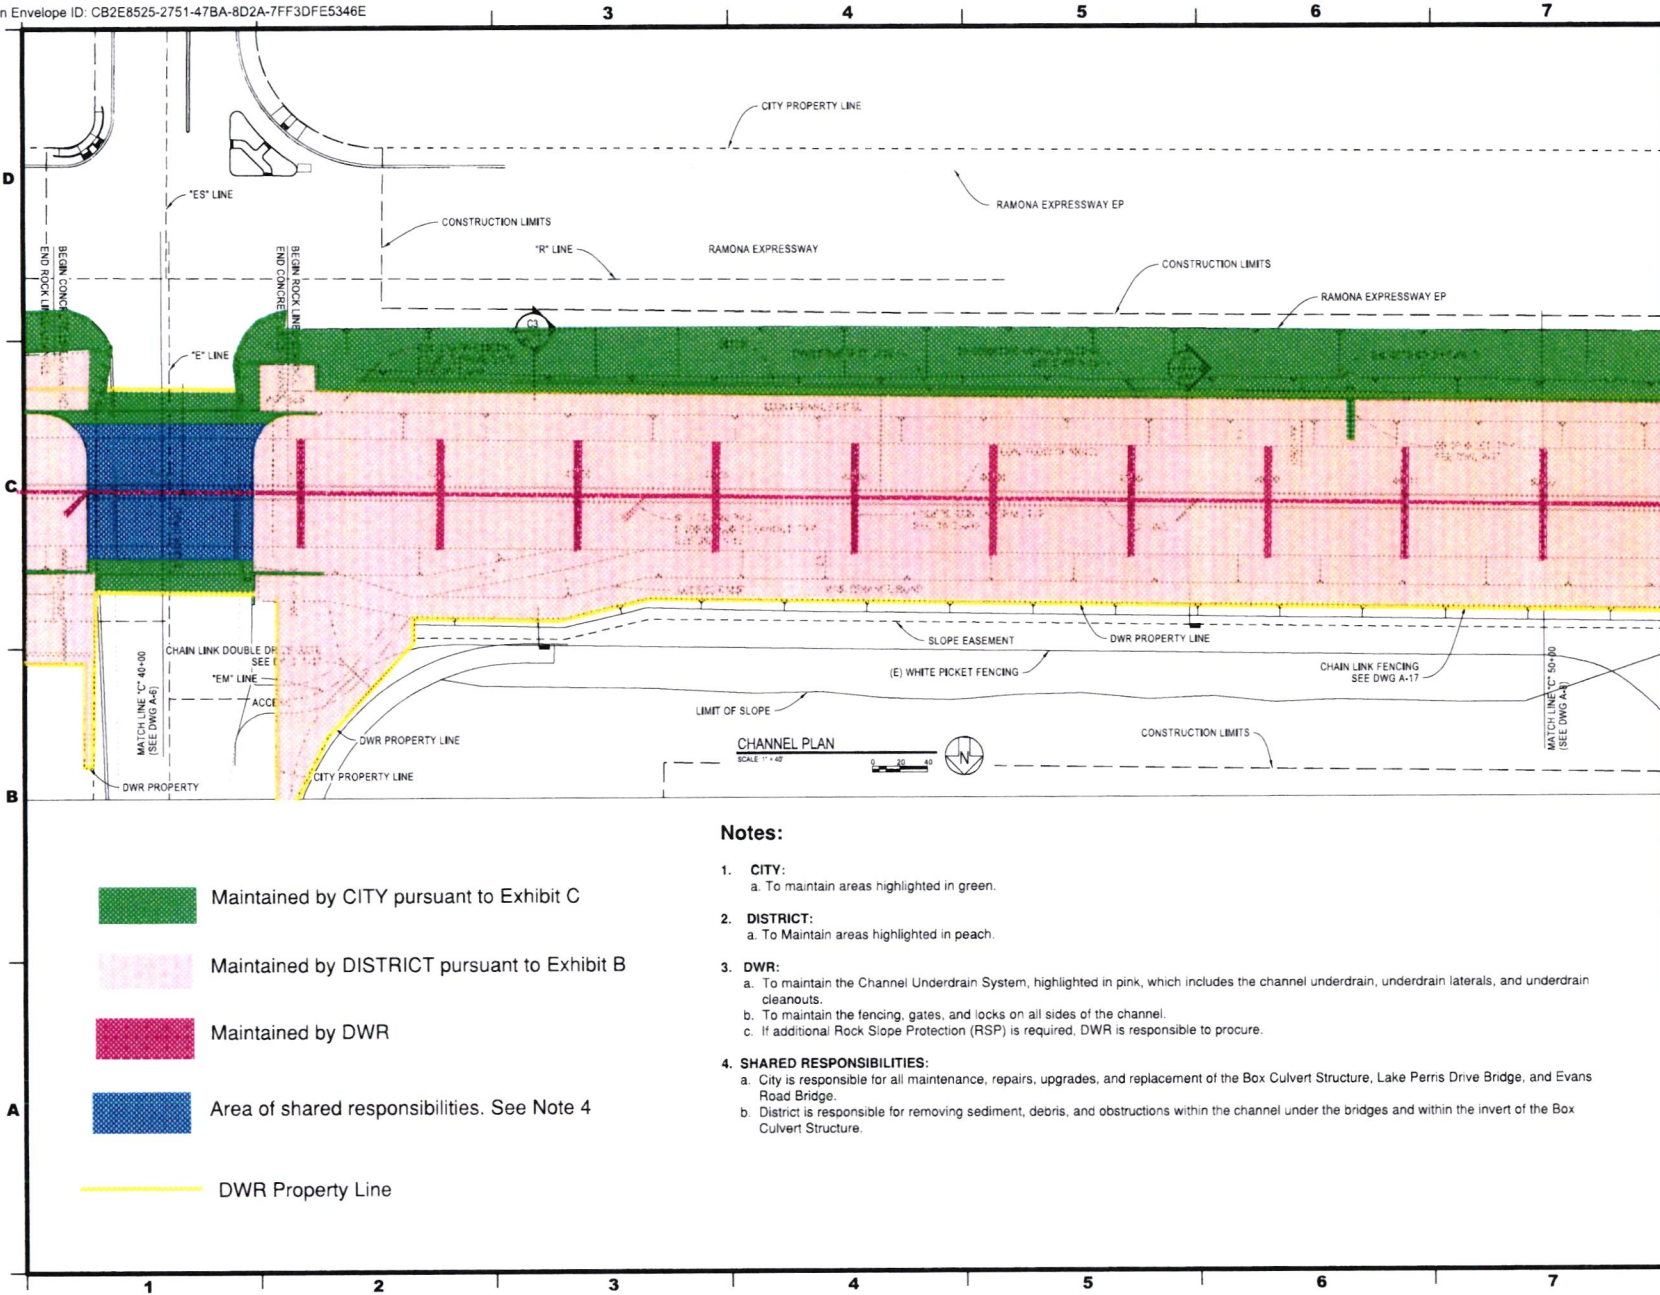 n Envelope ID: CB2E8525-2751-47BA-8D2A-7FF3DFE5346E
3
4
5
6
7
CITY PROPERTY LINE
D
"ES" LINE
RAMONA EXPRESSWAY EP
CONSTRUCTION LIMITS
"R" LINE
RAMONA EXPRESSWAY
CONSTRUCTION LIMITS
RAMONA EXPRESSWAY EP
BEGIN CONCR
END ROCK LI
BEGIN ROCK LINE
END CONCRE
C3
"E" LINE
C
SLOPE EASEMENT
DWR PROPERTY LINE
CHAIN LINK DOUBLE DR
SEE D
"EM" LINE
ACCE
(E) WHITE PICKET FENCING
CHAIN LINK FENCING
SEE DWG A-17
MATCH LINE "C" 40+00
(SEE DWG A-6)
MATCH LINE "C" 50+00
(SEE DWG A-8)
LIMIT OF SLOPE
CONSTRUCTION LIMITS
DWR PROPERTY LINE
CHANNEL PLAN
SCALE: 1" = 40'
0 20 40
N
CITY PROPERTY LINE
DWR PROPERTY
B
Maintained by CITY pursuant to Exhibit C
Maintained by DISTRICT pursuant to Exhibit B
Maintained by DWR
Area of shared responsibilities. See Note 4
DWR Property Line
A
Notes:
1. CITY:
a. To maintain areas highlighted in green.
2. DISTRICT:
a. To Maintain areas highlighted in peach.
3. DWR:
a. To maintain the Channel Underdrain System, highlighted in pink, which includes the channel underdrain, underdrain laterals, and underdrain
cleanouts.
b. To maintain the fencing, gates, and locks on all sides of the channel.
c. If additional Rock Slope Protection (RSP) is required, DWR is responsible to procure.
4. SHARED RESPONSIBILITIES:
a. City is responsible for all maintenance, repairs, upgrades, and replacement of the Box Culvert Structure, Lake Perris Drive Bridge, and Evans
Road Bridge.
b. District is responsible for removing sediment, debris, and obstructions within the channel under the bridges and within the invert of the Box
Culvert Structure.
1
2
3
4
5
6
7